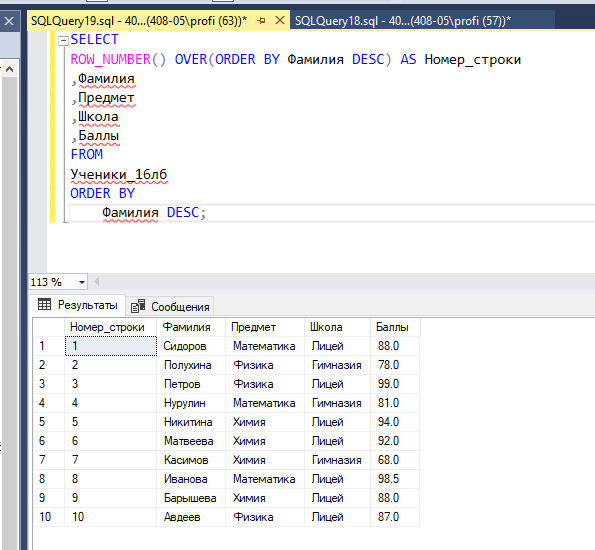 SQLQuery19.sql - 40...(408-05\profi (63))* SQLQuery18.sql - 40...(408-05\profi (57))*
SELECT
ROW_NUMBER() OVER(ORDER BY Фамилия DESC) AS Номер_строки
,Фамилия
,Предмет
,Школа
,Баллы
FROM
Ученики_16лб
ORDER BY
Фамилия DESC;
113 %
Результаты Сообщения
Номер_строки Фамилия Предмет Школа Баллы
1 1 Сидоров Математика Лицей 88.0
2 2 Полухина Физика Гимназия 78.0
3 3 Петров Физика Лицей 99.0
4 4 Нурулин Математика Гимназия 81.0
5 5 Никитина Химия Лицей 94.0
6 6 Матвеева Химия Лицей 92.0
7 7 Касимов Химия Гимназия 68.0
8 8 Иванова Математика Лицей 98.5
9 9 Барышева Химия Лицей 88.0
10 10 Авдеев Физика Лицей 87.0